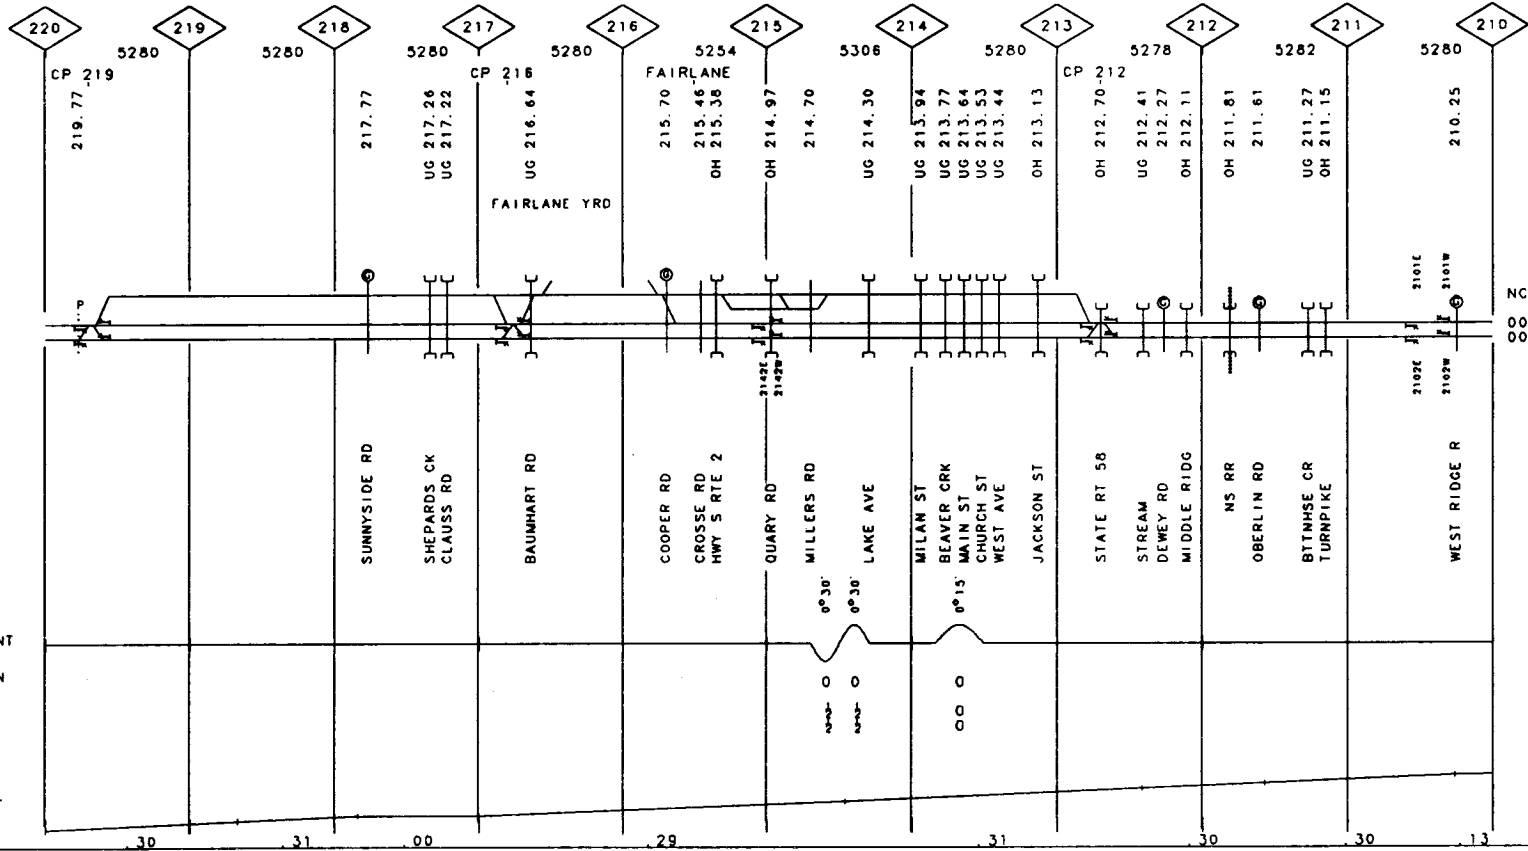 220 219 218 217 216 215 214 213 212 211 210
5280 5280 5280 5280 5254 5306 5280 5278 5282 5280
CP 219 CP 216 FAIRLANE CP 212
219.77
217.77
UG 217.26
UG 217.22
UG 216.64
215.70
215.46
OH 215.38
OH 214.97
214.70
UG 214.30
UG 213.94
UG 213.77
UG 213.64
UG 213.53
UG 213.44
OH 213.13
OH 212.70
UG 212.41
212.27
OH 212.11
OH 211.81
211.61
UG 211.27
OH 211.15
210.25
FAIRLANE YRD
P
G G G G G
2101E
2101W
NC
00
00
2142E
2142W
2102E
2102W
SUNNYSIDE RD
SHEPARDS CK
CLAUSS RD
BAUMHART RD
COOPER RD
CROSSE RD
HWY S RTE 2
QUARY RD
MILLERS RD
LAKE AVE
MILAN ST
BEAVER CRK
MAIN ST
CHURCH ST
WEST AVE
JACKSON ST
STATE RT 58
STREAM
DEWEY RD
MIDDLE RIDG
NS RR
OBERLIN RD
BTTNHSE CR
TURNPIKE
WEST RIDGE R
0°30'
0°30'
0°15'
NT
N
0 0 0
0
0
.30 .31 .00 .29 .31 .30 .30 .13